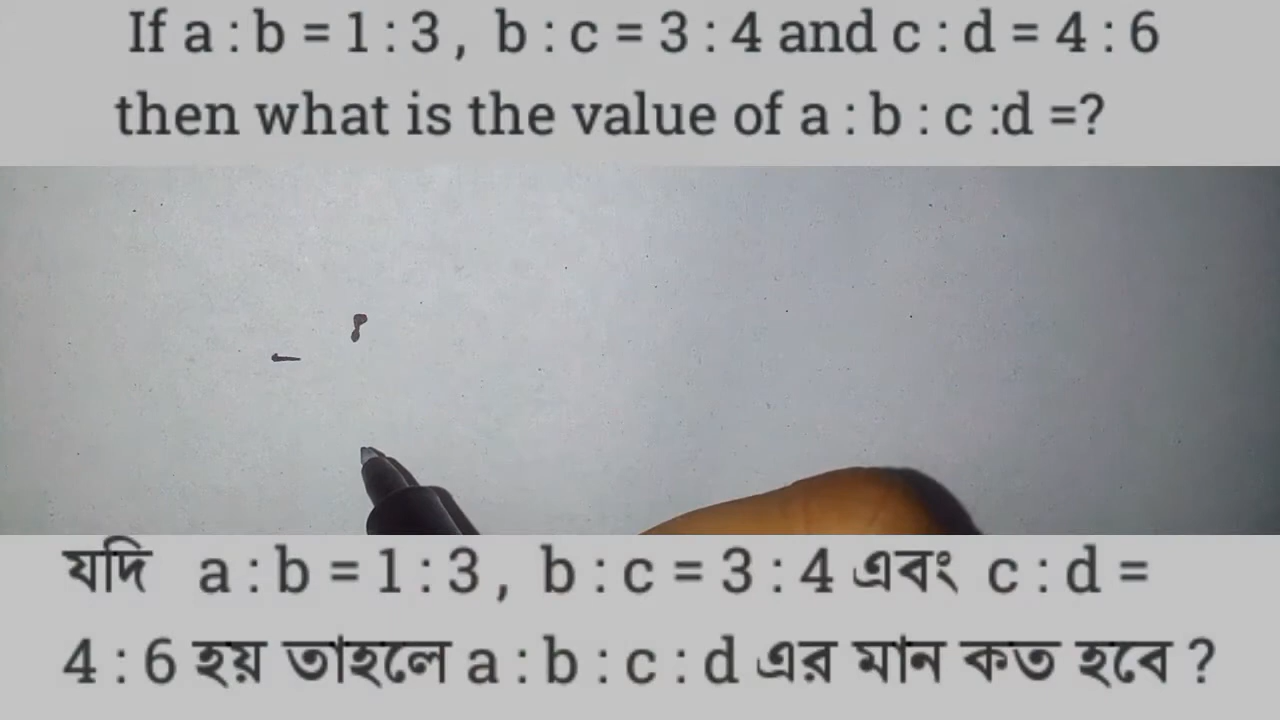 If a : b = 1 : 3 , b : c = 3 : 4 and c : d = 4 : 6
then what is the value of a : b : c :d =?
যদি a : b = 1 : 3 , b : c = 3 : 4 এবং c : d =
4 : 6 হয় তাহলে a : b : c : d এর মান কত হবে ?